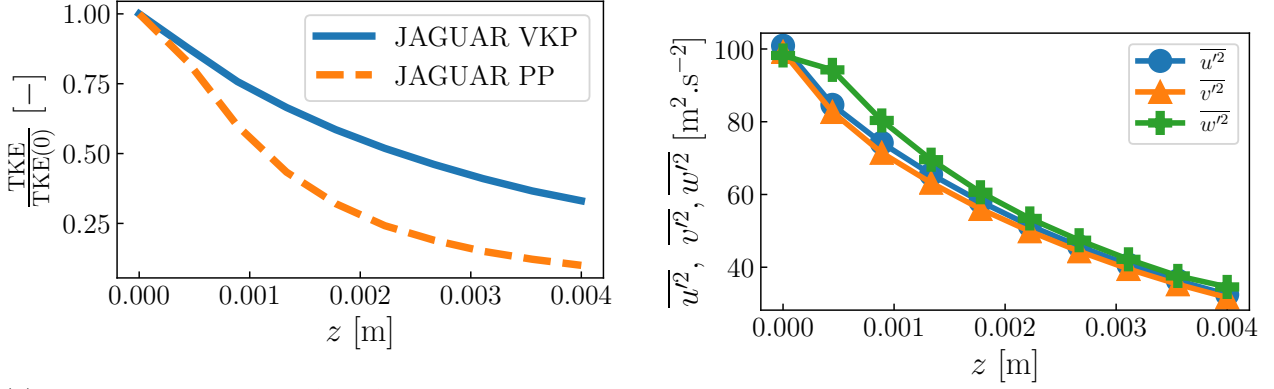 1.00
0.75
0.50
0.25
TKE
TKE(0)
[−]
JAGUAR VKP
JAGUAR PP
0.000 0.001 0.002 0.003 0.004
z [m]
100
80
60
40
u′² , v′² , w′² [m².s⁻²]
u′²
v′²
w′²
0.000 0.001 0.002 0.003 0.004
z [m]